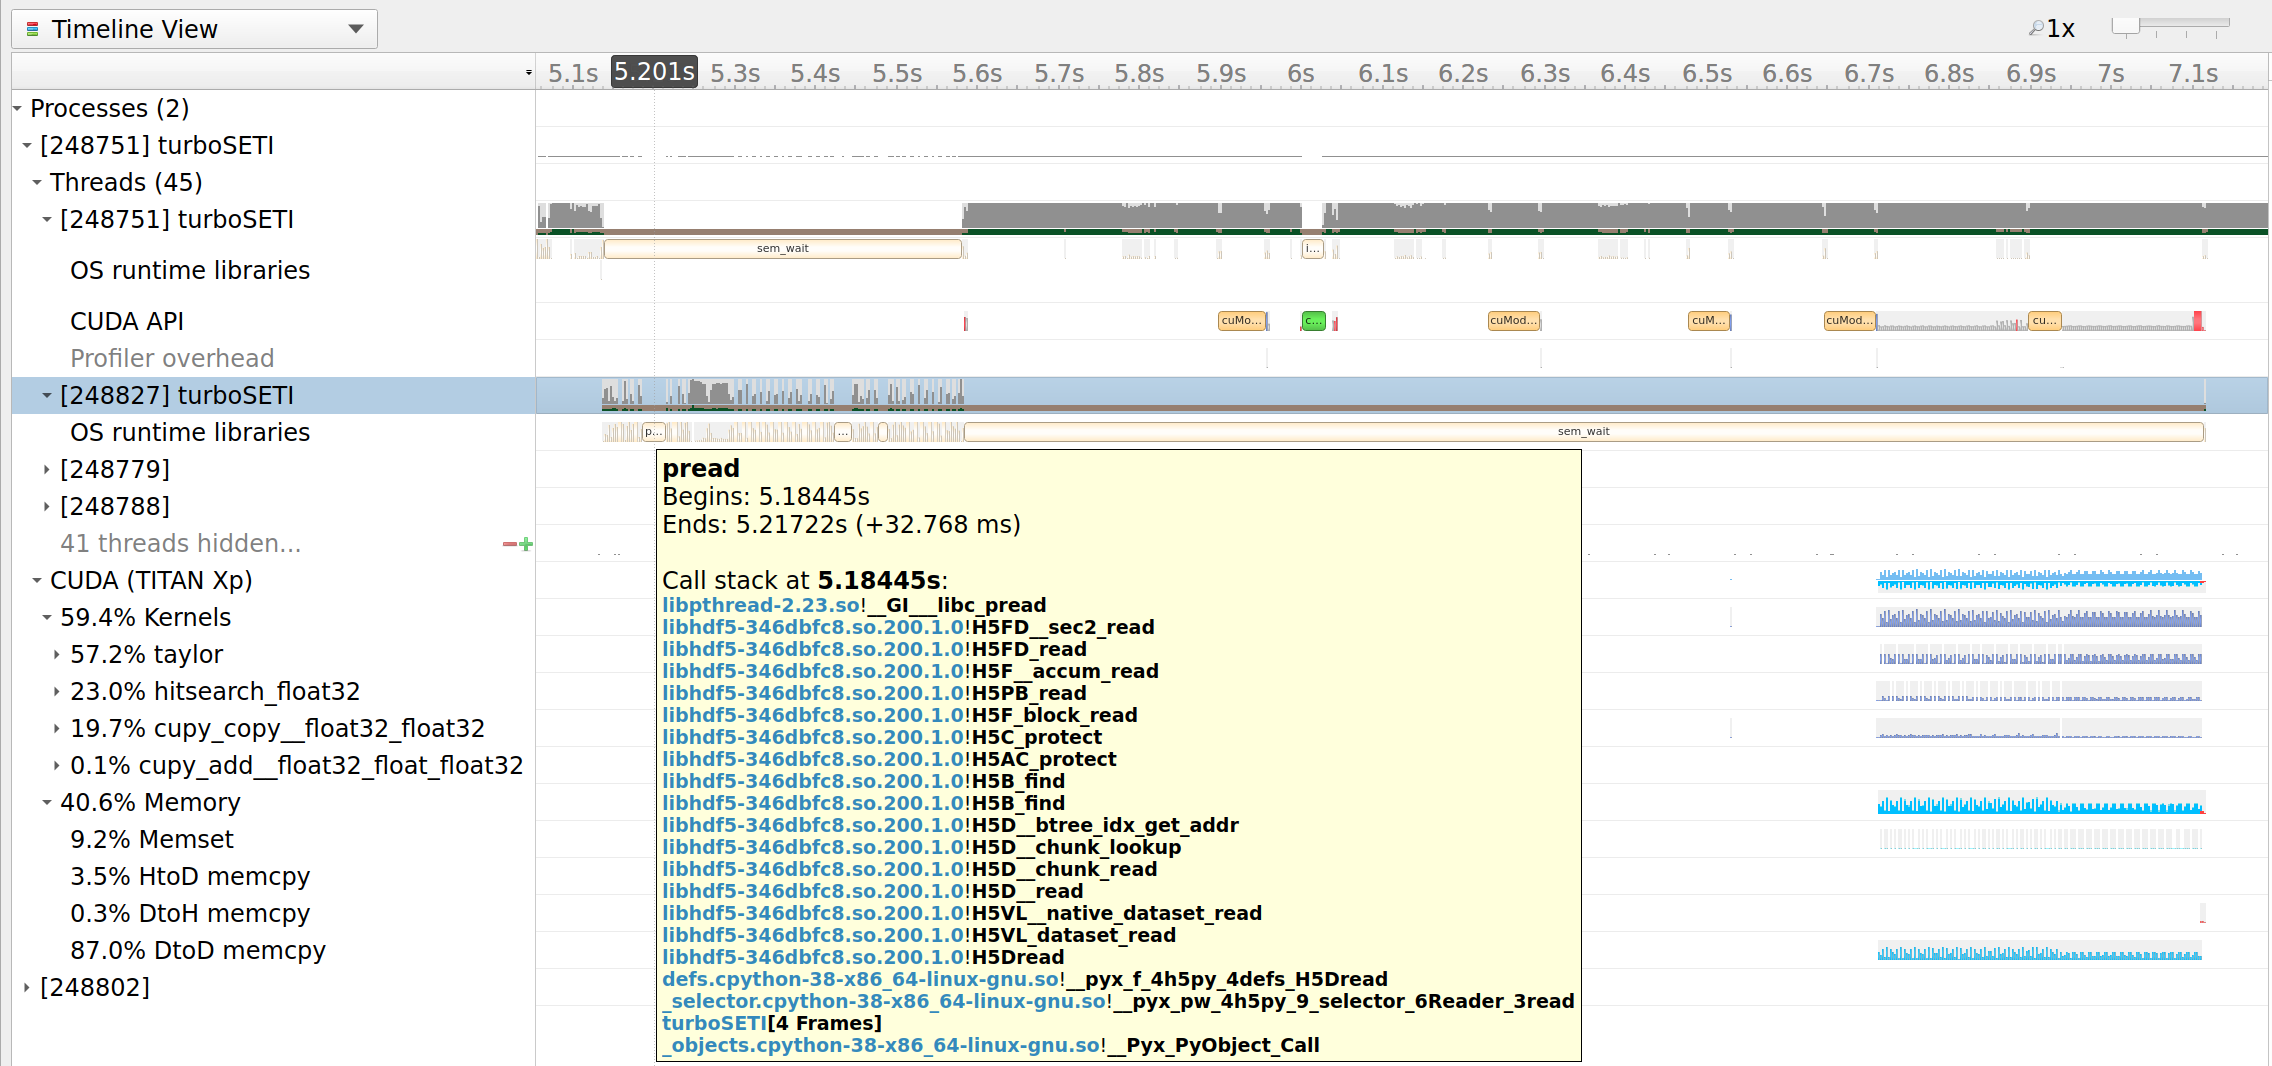 Timeline View
1x
5.1s 5.201s 5.3s 5.4s 5.5s 5.6s 5.7s 5.8s 5.9s 6s 6.1s 6.2s 6.3s 6.4s 6.5s 6.6s 6.7s 6.8s 6.9s 7s 7.1s
Processes (2)
[248751] turboSETI
Threads (45)
[248751] turboSETI
sem_wait i...
OS runtime libraries
CUDA API
cuMo... c... cuMod... cuM... cuMod... cu...
Profiler overhead
[248827] turboSETI
OS runtime libraries
p... ... sem_wait
[248779]
[248788]
41 threads hidden...
CUDA (TITAN Xp)
59.4% Kernels
57.2% taylor
23.0% hitsearch_float32
19.7% cupy_copy__float32_float32
0.1% cupy_add__float32_float_float32
40.6% Memory
9.2% Memset
3.5% HtoD memcpy
0.3% DtoH memcpy
87.0% DtoD memcpy
[248802]
pread
Begins: 5.18445s
Ends: 5.21722s (+32.768 ms)
Call stack at 5.18445s:
libpthread-2.23.so!__GI___libc_pread
libhdf5-346dbfc8.so.200.1.0!H5FD__sec2_read
libhdf5-346dbfc8.so.200.1.0!H5FD_read
libhdf5-346dbfc8.so.200.1.0!H5F__accum_read
libhdf5-346dbfc8.so.200.1.0!H5PB_read
libhdf5-346dbfc8.so.200.1.0!H5F_block_read
libhdf5-346dbfc8.so.200.1.0!H5C_protect
libhdf5-346dbfc8.so.200.1.0!H5AC_protect
libhdf5-346dbfc8.so.200.1.0!H5B_find
libhdf5-346dbfc8.so.200.1.0!H5B_find
libhdf5-346dbfc8.so.200.1.0!H5D__btree_idx_get_addr
libhdf5-346dbfc8.so.200.1.0!H5D__chunk_lookup
libhdf5-346dbfc8.so.200.1.0!H5D__chunk_read
libhdf5-346dbfc8.so.200.1.0!H5D__read
libhdf5-346dbfc8.so.200.1.0!H5VL__native_dataset_read
libhdf5-346dbfc8.so.200.1.0!H5VL_dataset_read
libhdf5-346dbfc8.so.200.1.0!H5Dread
defs.cpython-38-x86_64-linux-gnu.so!__pyx_f_4h5py_4defs_H5Dread
_selector.cpython-38-x86_64-linux-gnu.so!__pyx_pw_4h5py_9_selector_6Reader_3read
turboSETI[4 Frames]
_objects.cpython-38-x86_64-linux-gnu.so!__Pyx_PyObject_Call